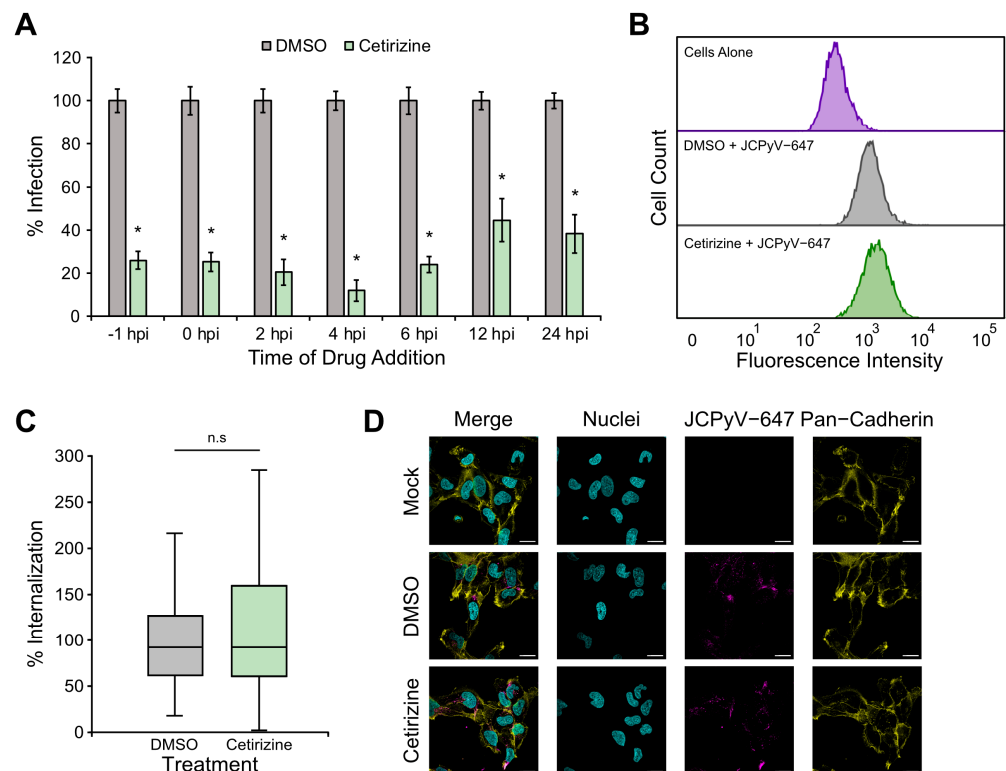 A
DMSO Cetirizine
% Infection
120
100
80
60
40
20
0
* * * * * * *
-1 hpi 0 hpi 2 hpi 4 hpi 6 hpi 12 hpi 24 hpi
Time of Drug Addition
B
Cell Count
Cells Alone
DMSO + JCPyV−647
Cetirizine + JCPyV−647
0 10^1 10^2 10^3 10^4 10^5
Fluorescence Intensity
C
n.s
% Internalization
300
250
200
150
100
50
0
DMSO Cetirizine
Treatment
D
Merge Nuclei JCPyV−647 Pan−Cadherin
Mock
DMSO
Cetirizine